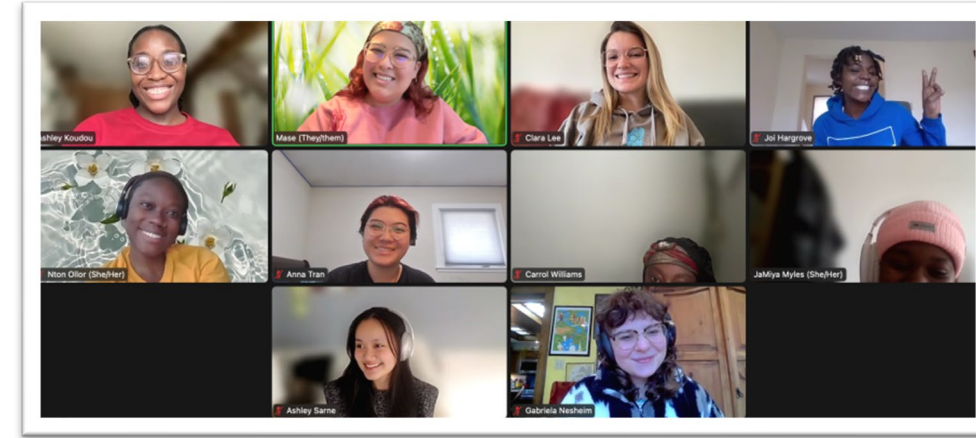 shley Koudou
Mase (They/them)
Clara Lee
Joi Hargrove
Nton Ollor (She/Her)
Anna Tran
Carrol Williams
JaMiya Myles (She/Her)
Ashley Sarne
Gabriela Nesheim